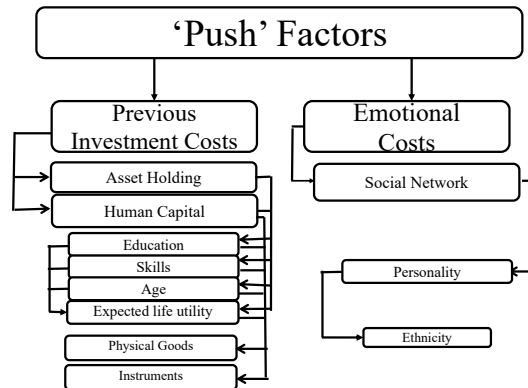 ‘Push’ Factors
Previous
Investment Costs
Asset Holding
Human Capital
Education
Skills
Age
Expected life utility
Physical Goods
Instruments
Emotional
Costs
Social Network
Personality
Ethnicity